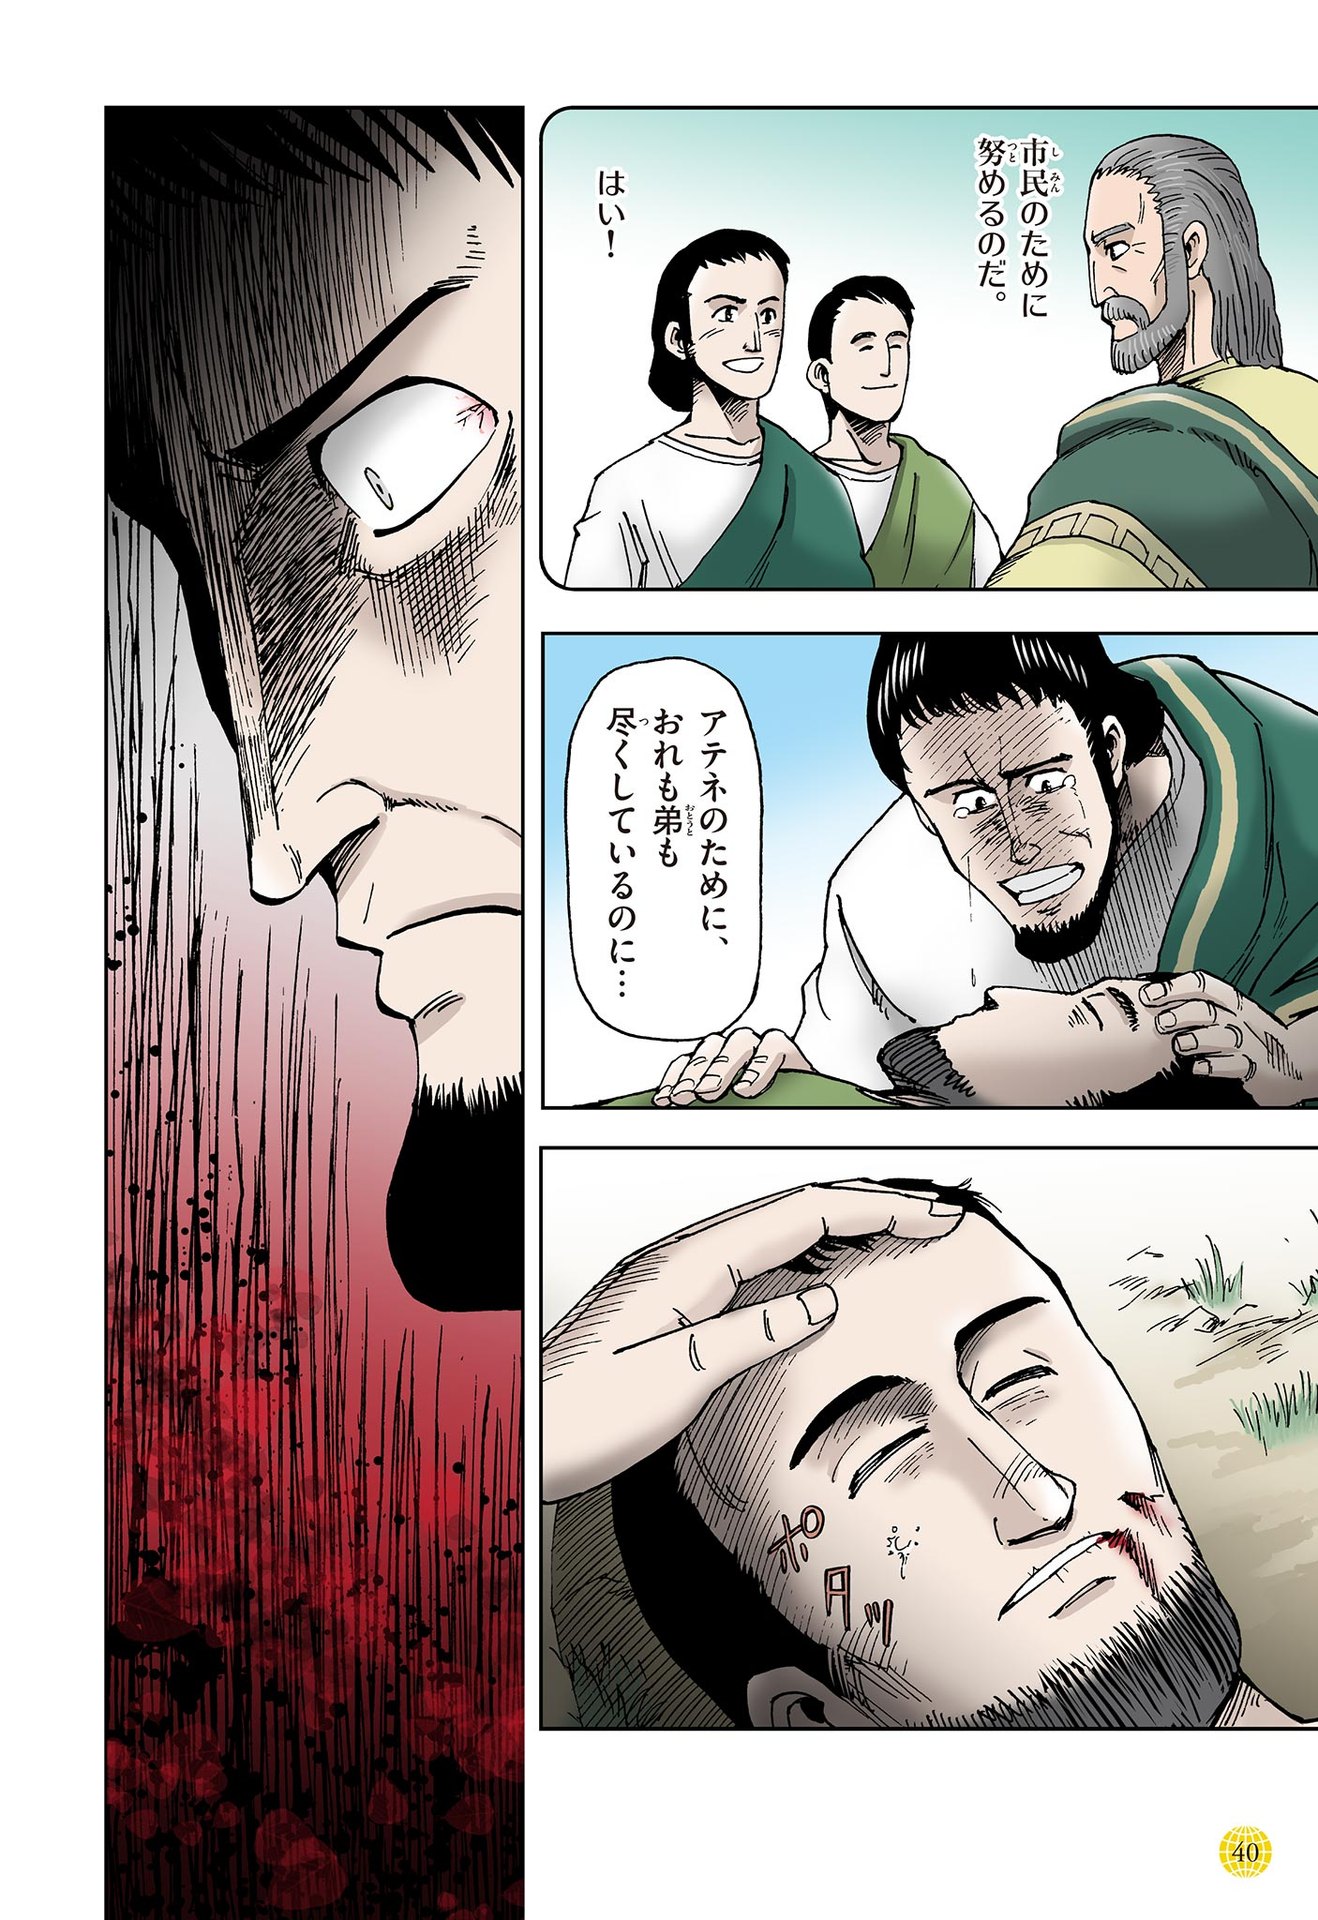 市民のために
努めるのだ。
はい！
アテネのために、
おれも弟も
尽くしているのに…
ポタッ
40